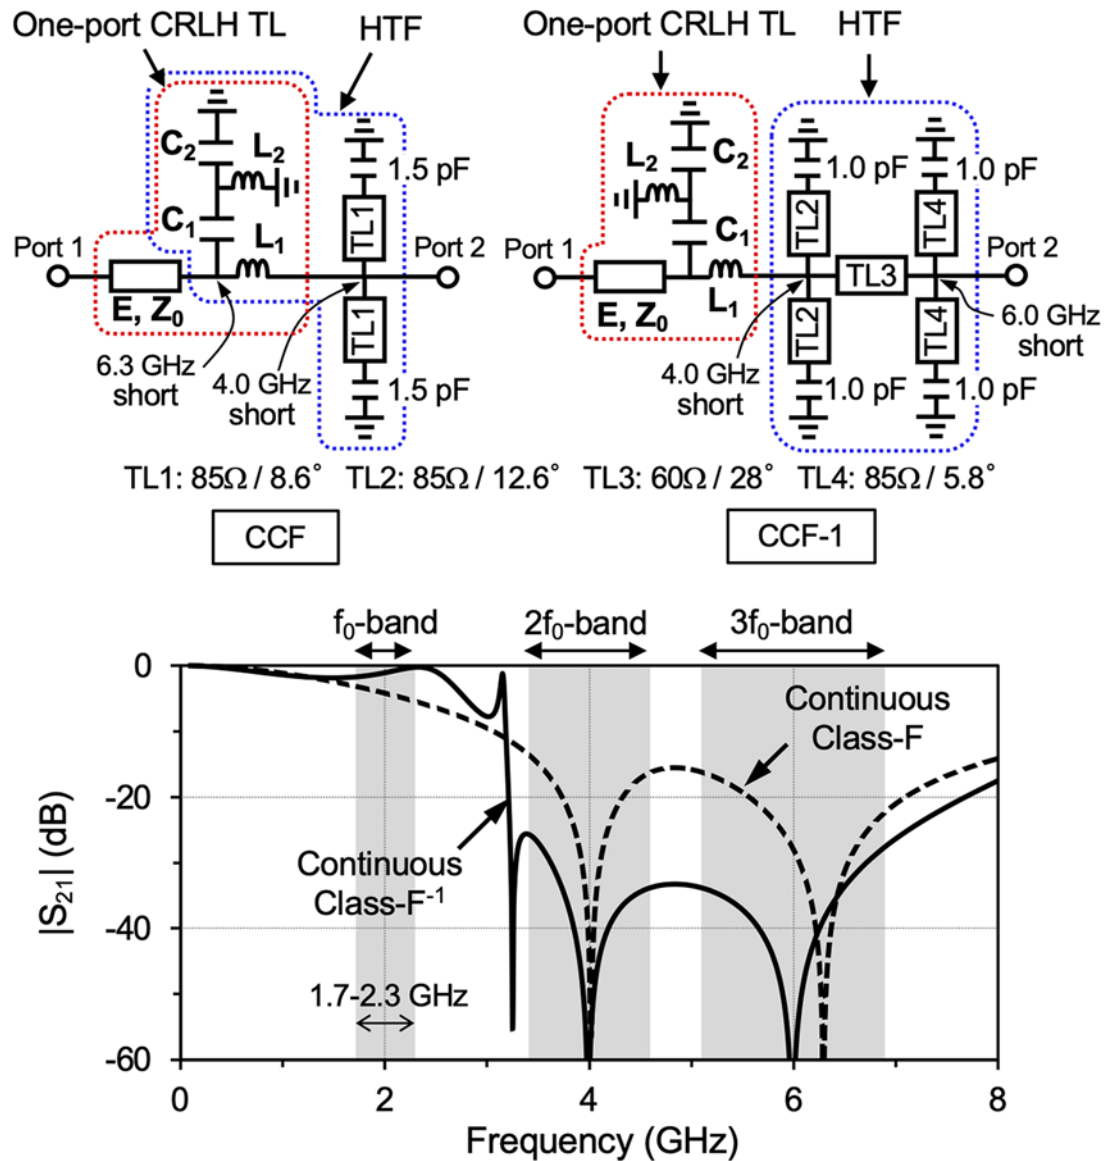 One-port CRLH TL
HTF
C₂
L₂
1.5 pF
C₁
L₁
TL1
Port 1
Port 2
E, Z₀
TL1
6.3 GHz
short
4.0 GHz
short
1.5 pF
One-port CRLH TL
HTF
L₂
C₂
1.0 pF
1.0 pF
TL2
TL4
C₁
Port 1
Port 2
TL3
E, Z₀
L₁
TL2
TL4
6.0 GHz
short
4.0 GHz
short
1.0 pF
1.0 pF
TL1: 85Ω / 8.6° TL2: 85Ω / 12.6° TL3: 60Ω / 28° TL4: 85Ω / 5.8°
CCF
CCF-1
f₀-band
2f₀-band
3f₀-band
0
-20
-40
-60
|S₂₁| (dB)
Continuous
Class-F
Continuous
Class-F⁻¹
1.7-2.3 GHz
0
2
4
6
8
Frequency (GHz)